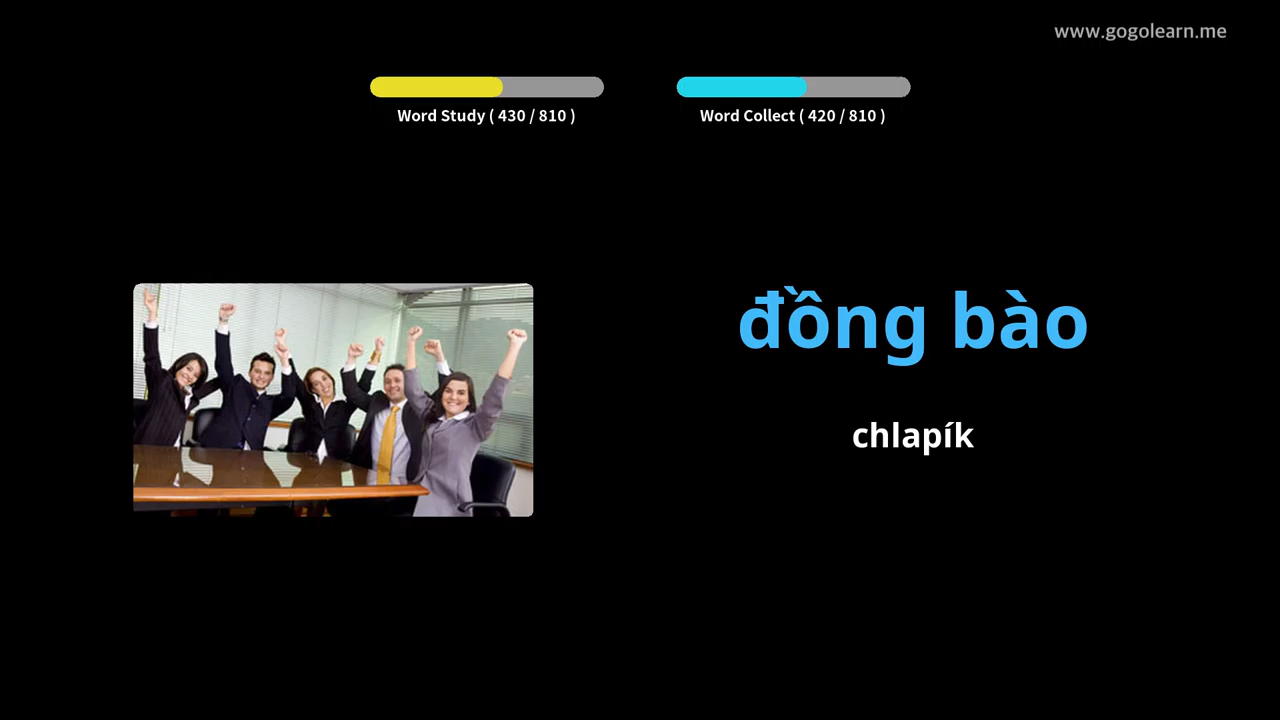 www.gogolearn.me
Word Study ( 430 / 810 )
Word Collect ( 420 / 810 )
đồng bào
chlapík